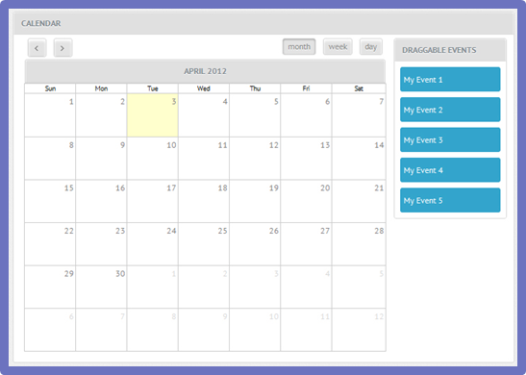 CALENDAR
< >
month week day
APRIL 2012
Sun Mon Tue Wed Thu Fri Sat
1 2 3 4 5 6 7
8 9 10 11 12 13 14
15 16 17 18 19 20 21
22 23 24 25 26 27 28
29 30 1 2 3 4 5
6 7 8 9 10 11 12
DRAGGABLE EVENTS
My Event 1
My Event 2
My Event 3
My Event 4
My Event 5